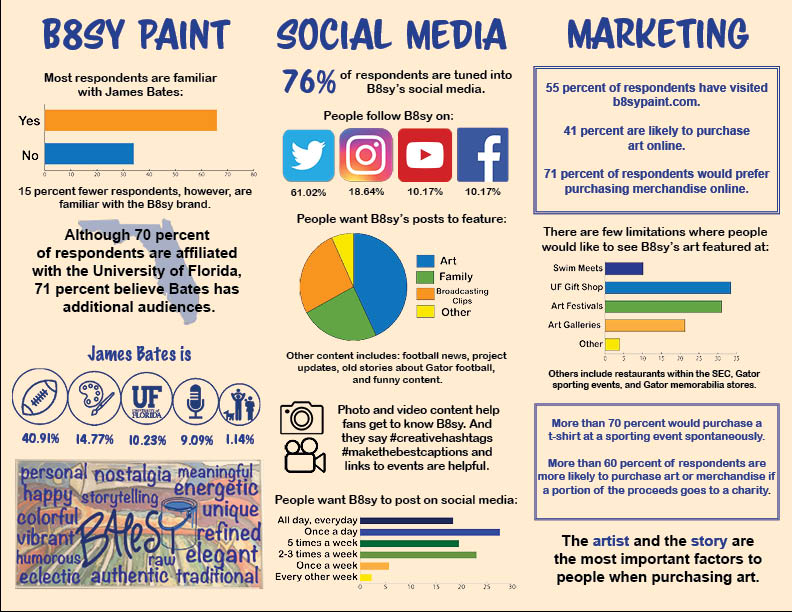 B8SY PAINT
Most respondents are familiar
with James Bates:
Yes
No
0 10 20 30 40 50 60 70 80
15 percent fewer respondents, however, are
familiar with the B8sy brand.
Although 70 percent
of respondents are affiliated
with the University of Florida,
71 percent believe Bates has
additional audiences.
James Bates is
UF
UNIVERSITY of
FLORIDA
40.91% 14.77% 10.23% 9.09% 1.14%
personal nostalgia meaningful
happy storytelling energetic
colorful unique
vibrant BAtESY refined
humorous raw elegant
eclectic authentic traditional
SOCIAL MEDIA
76% of respondents are tuned into
B8sy's social media.
People follow B8sy on:
61.02% 18.64% 10.17% 10.17%
People want B8sy's posts to feature:
Art
Family
Broadcasting
Clips
Other
Other content includes: football news, project
updates, old stories about Gator football,
and funny content.
Photo and video content help
fans get to know B8sy. And
they say #creativehashtags
#makethebestcaptions and
links to events are helpful.
People want B8sy to post on social media:
All day, everyday
Once a day
5 times a week
2-3 times a week
Once a week
Every other week
0 5 10 15 20 25 30
MARKETING
55 percent of respondents have visited
b8sypaint.com.
41 percent are likely to purchase
art online.
71 percent of respondents would prefer
purchasing merchandise online.
There are few limitations where people
would like to see B8sy's art featured at:
Swim Meets
UF Gift Shop
Art Festivals
Art Galleries
Other
0 5 10 15 20 25 30 35
Others include restaurants within the SEC, Gator
sporting events, and Gator memorabilia stores.
More than 70 percent would purchase a
t-shirt at a sporting event spontaneously.
More than 60 percent of respondents are
more likely to purchase art or merchandise if
a portion of the proceeds goes to a charity.
The artist and the story are
the most important factors to
people when purchasing art.